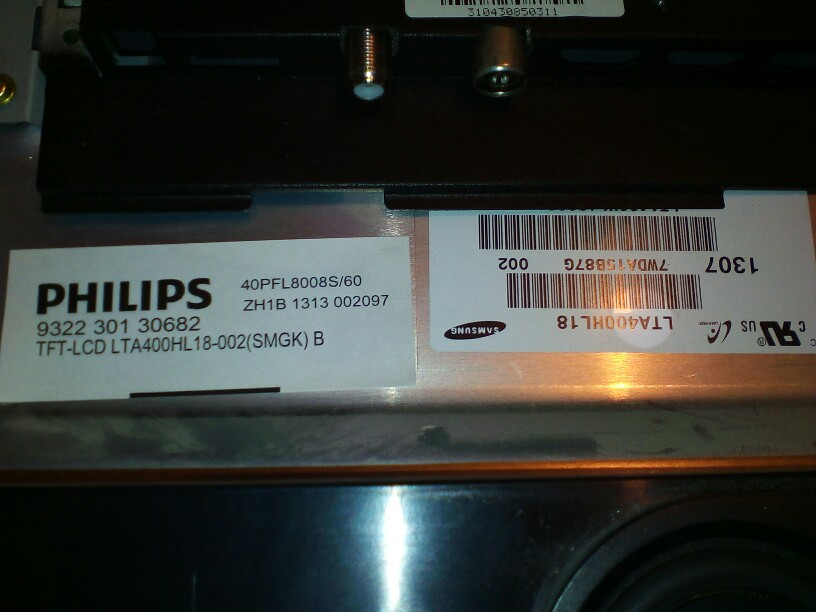 310430850311
PHILIPS
40PFL8008S/60
ZH1B 1313 002097
9322 301 30682
TFT-LCD LTA400HL18-002(SMGK) B
1307
7WDA15B87G 002
LTA400HL18
SAMSUNG
c RU US